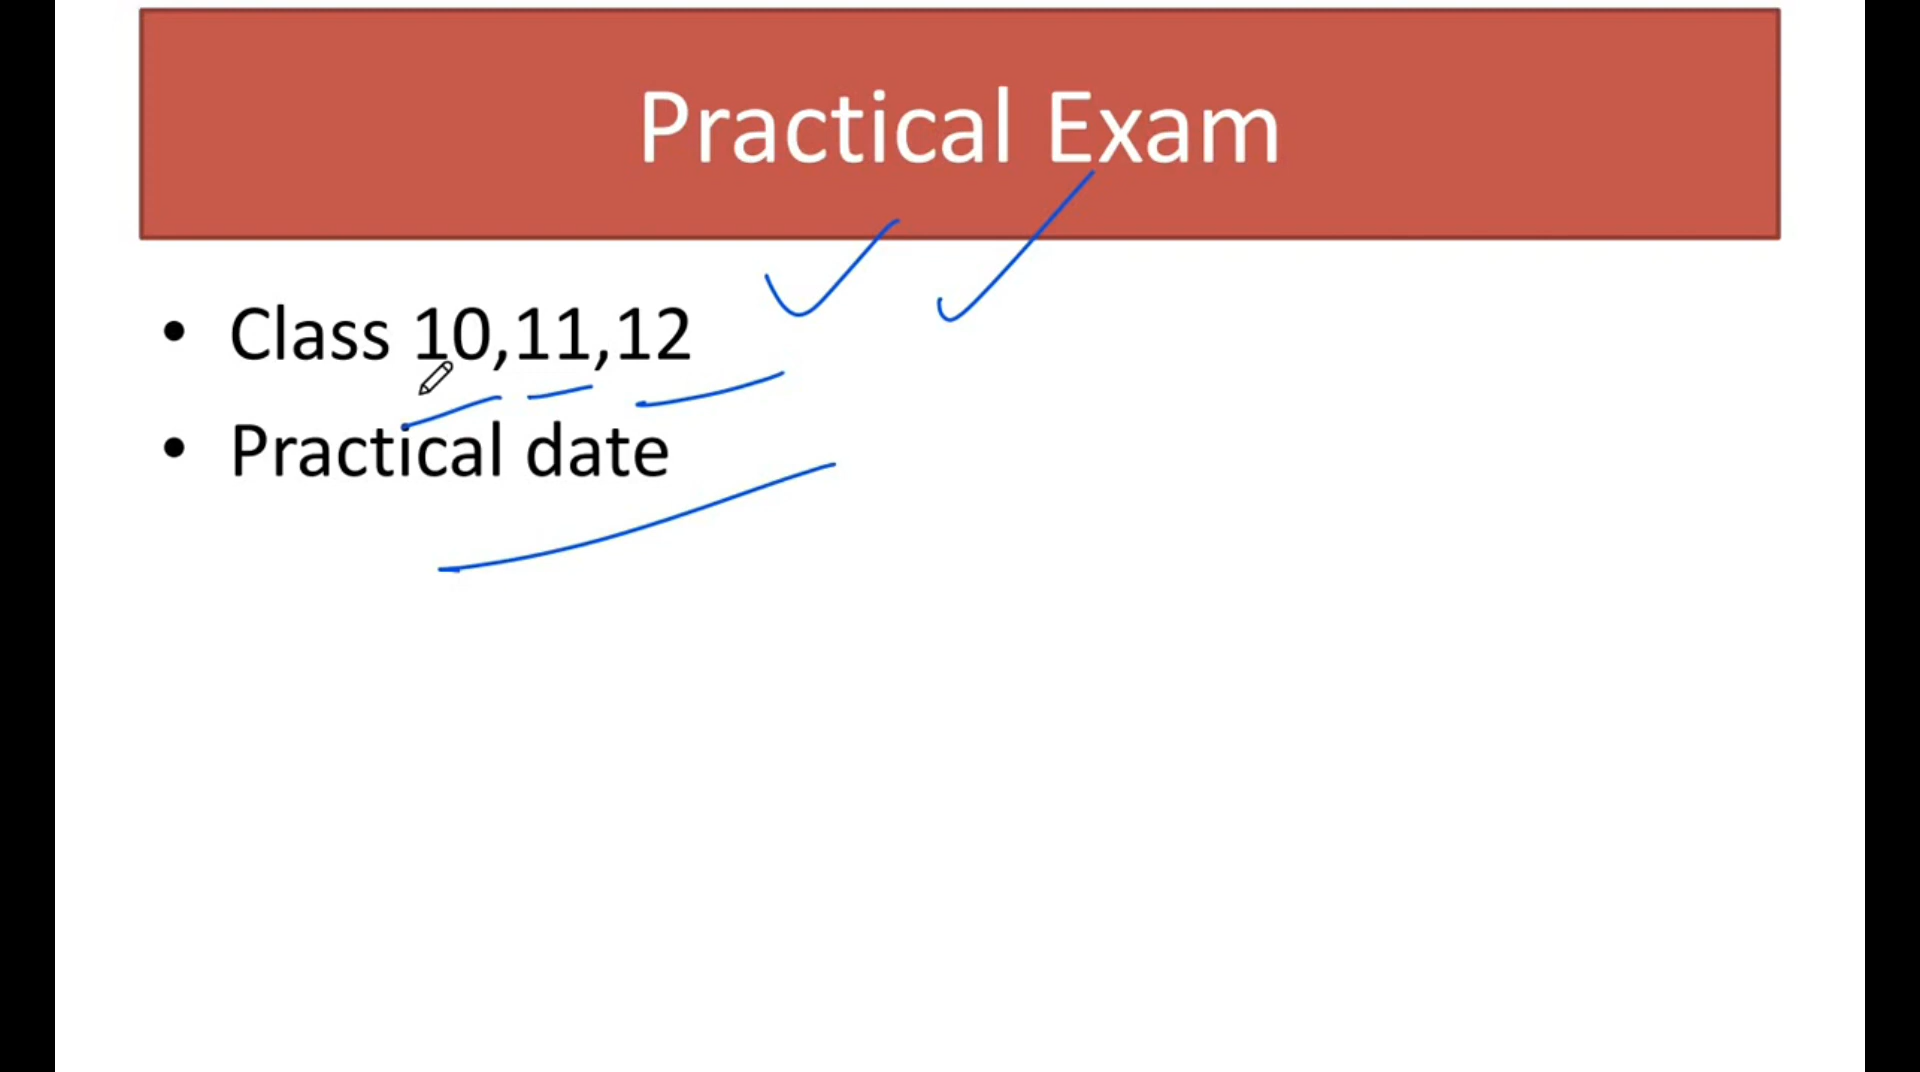 Practical Exam
• Class 10,11,12
• Practical date